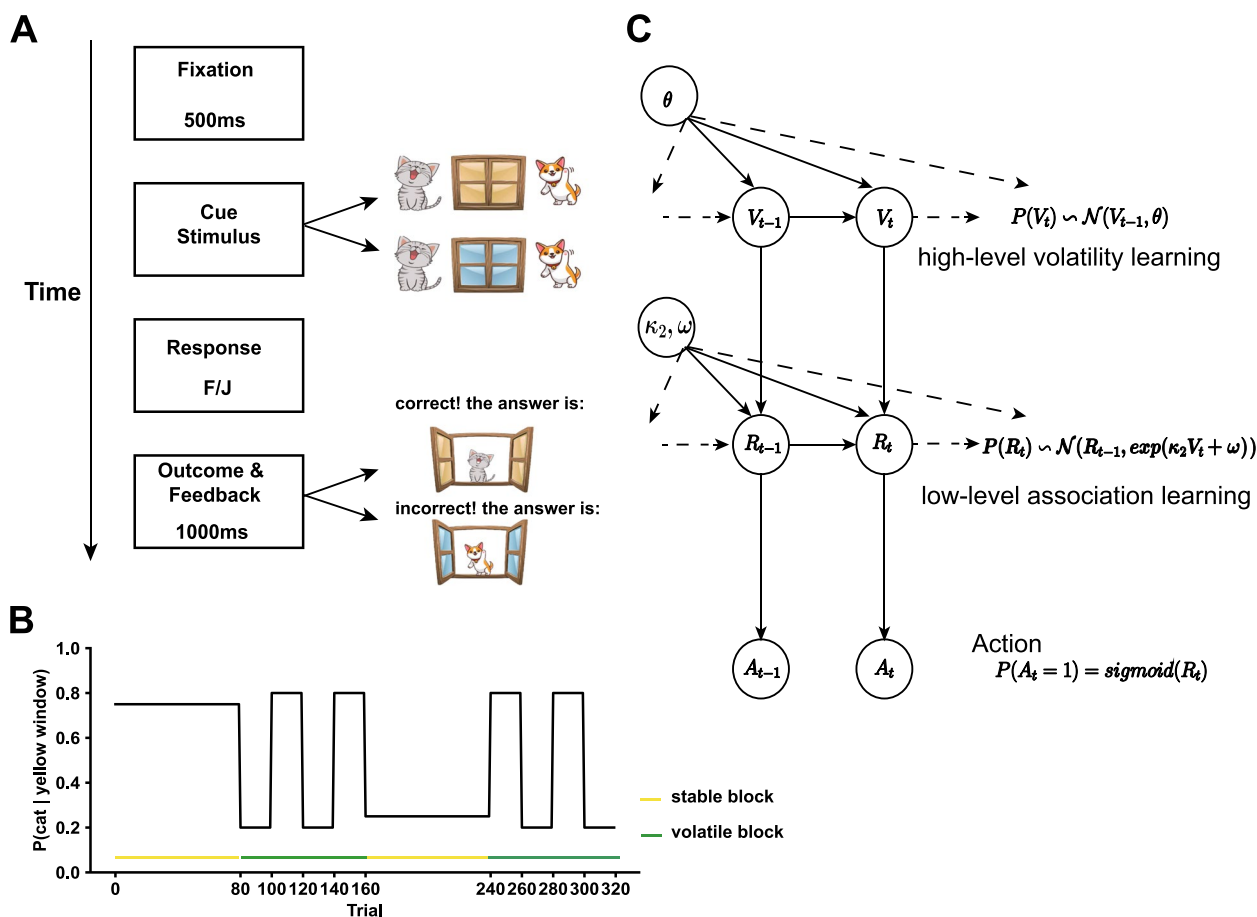 A
Time
Fixation
500ms
Cue
Stimulus
Response
F/J
Outcome &
Feedback
1000ms
correct! the answer is:
incorrect! the answer is:
B
P(cat | yellow window)
1.0
0.8
0.6
0.4
0.2
0.0
0 80 100 120 140 160 240 260 280 300 320
Trial
stable block
volatile block
C
θ
V_{t−1} V_t
P(V_t) ∽ 𝒩(V_{t−1}, θ)
high-level volatility learning
κ₂, ω
R_{t−1} R_t
P(R_t) ∽ 𝒩(R_{t−1}, exp(κ₂V_t + ω))
low-level association learning
A_{t−1} A_t
Action
P(A_t = 1) = sigmoid(R_t)